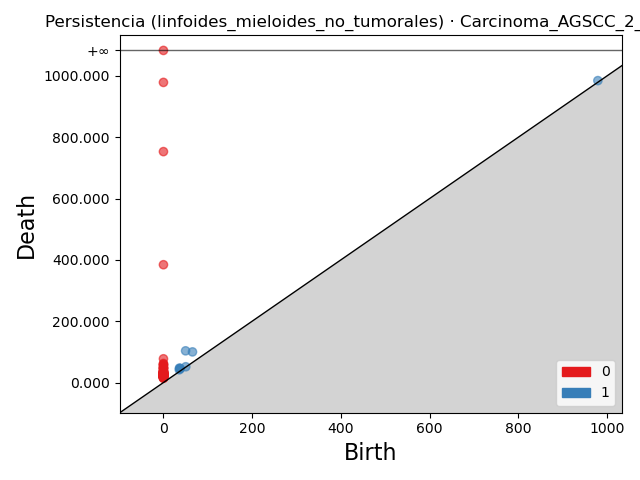 Persistencia (linfoides_mieloides_no_tumorales) · Carcinoma_AGSCC_2_
+∞
1000.000
800.000
600.000
400.000
200.000
0.000
Death
0
1
0 200 400 600 800 1000
Birth